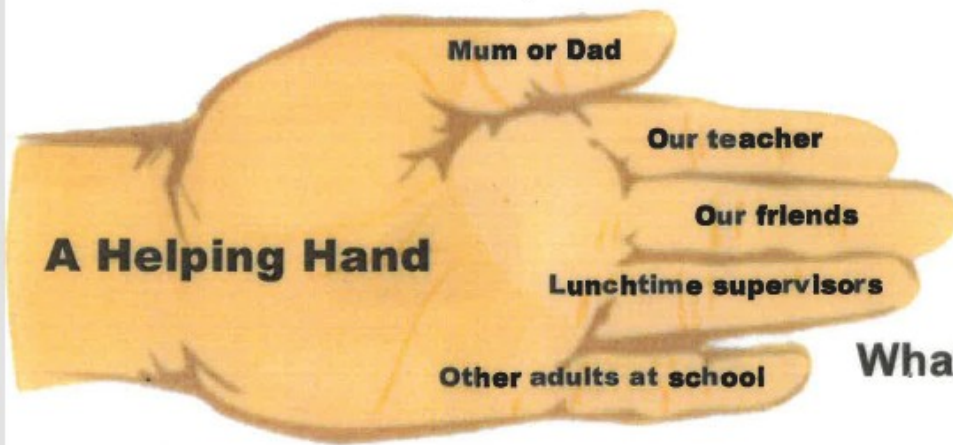 Mum or Dad
Our teacher
Our friends
A Helping Hand
Lunchtime supervisors
Other adults at school